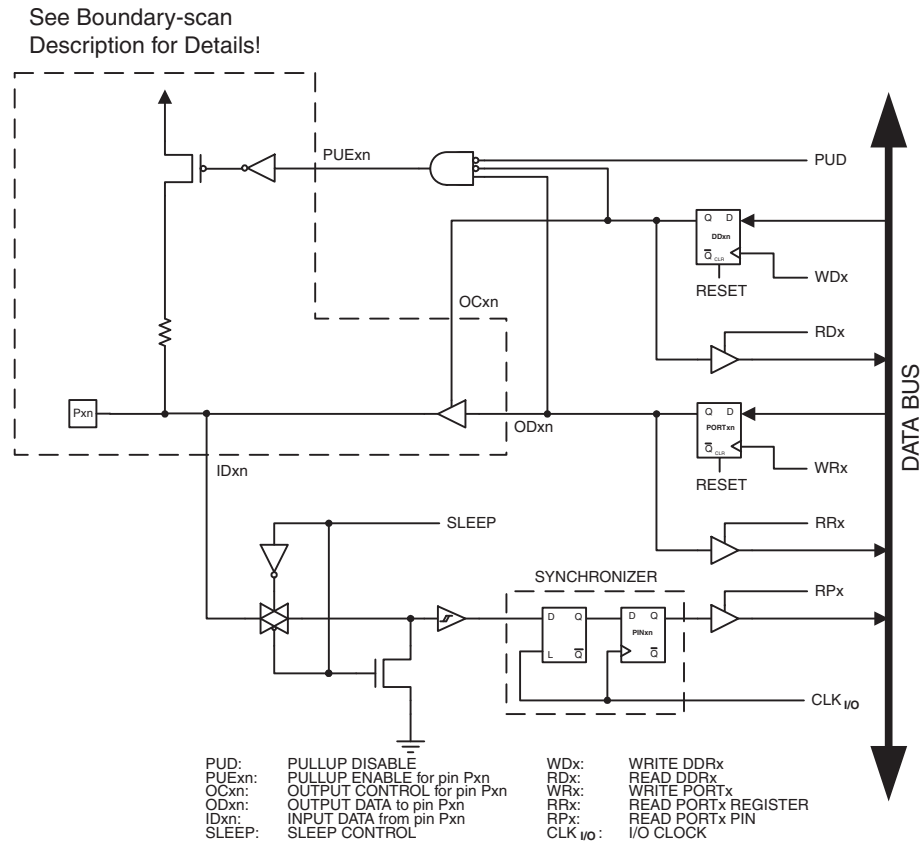 See Boundary-scan
Description for Details!
PUExn
PUD
Q D
DDxn
Q CLR
RESET
WDx
OCxn
RDx
Pxn
ODxn
Q D
PORTxn
Q CLR
RESET
WRx
DATA BUS
IDxn
SLEEP
RRx
SYNCHRONIZER
RPx
D Q
L Q
D Q
PINxn
Q
CLK I/O
PUD: PULLUP DISABLE
PUExn: PULLUP ENABLE for pin Pxn
OCxn: OUTPUT CONTROL for pin Pxn
ODxn: OUTPUT DATA to pin Pxn
IDxn: INPUT DATA from pin Pxn
SLEEP: SLEEP CONTROL
WDx: WRITE DDRx
RDx: READ DDRx
WRx: WRITE PORTx
RRx: READ PORTx REGISTER
RPx: READ PORTx PIN
CLK I/O: I/O CLOCK